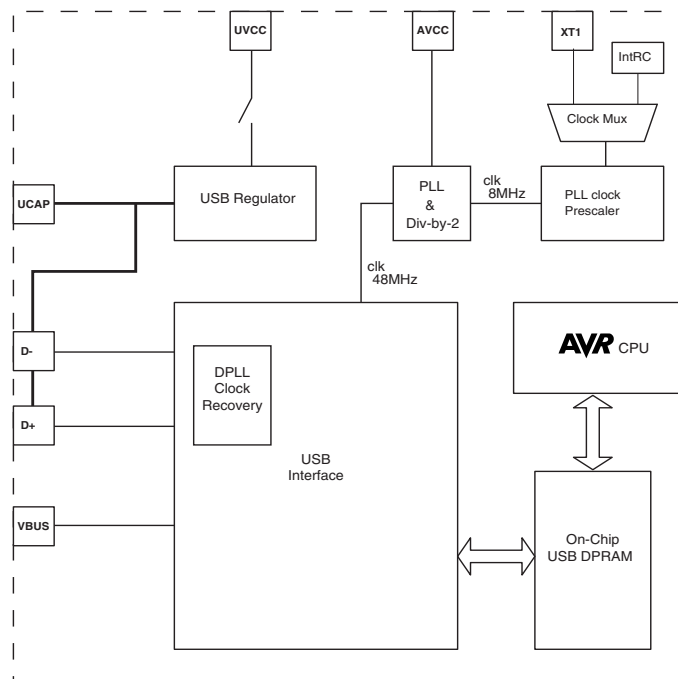 UVCC
AVCC
XT1
IntRC
Clock Mux
UCAP
USB Regulator
PLL
&
Div-by-2
clk
8MHz
PLL clock
Prescaler
clk
48MHz
D-
DPLL
Clock
Recovery
AVR CPU
D+
USB
Interface
VBUS
On-Chip
USB DPRAM